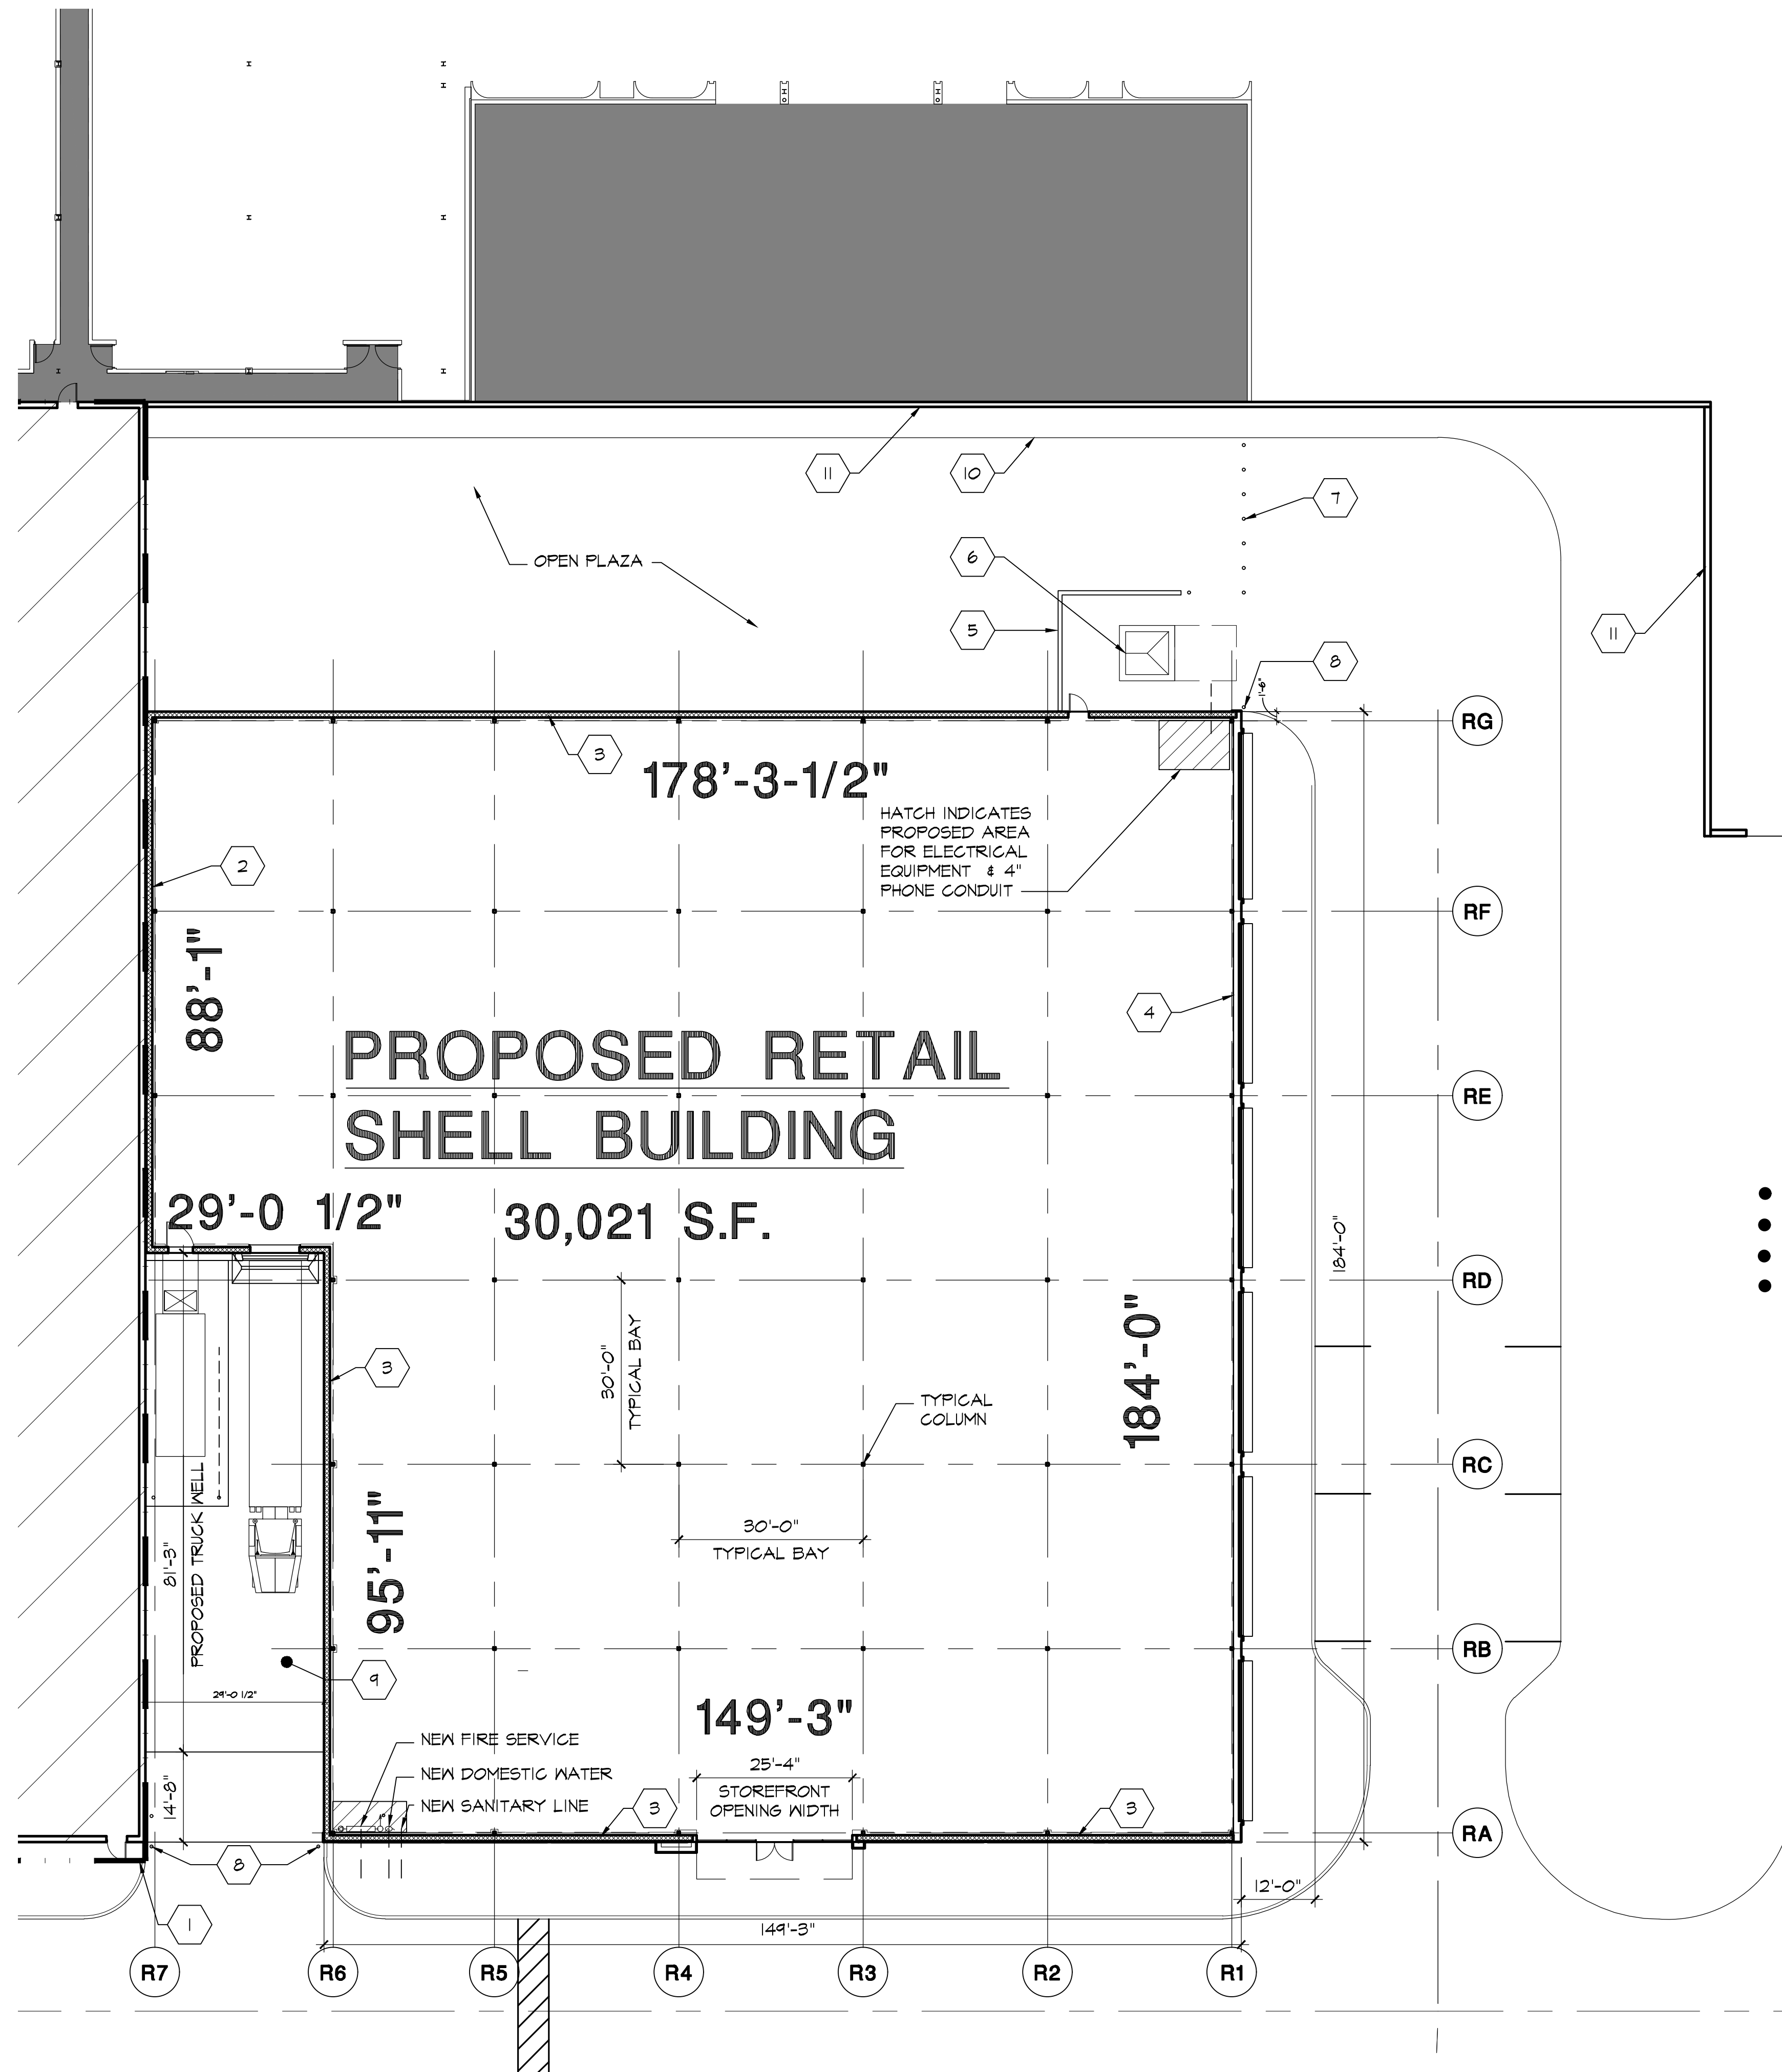 11
10
7
OPEN PLAZA
6
5
11
8
1'-6"
RG
3
178'-3-1/2"
HATCH INDICATES
PROPOSED AREA
FOR ELECTRICAL
EQUIPMENT & 4"
PHONE CONDUIT
2
RF
88'-1"
4
PROPOSED RETAIL
RE
SHELL BUILDING
29'-0 1/2"
30,021 S.F.
184'-0"
RD
30'-0"
TYPICAL BAY
184'-0"
3
TYPICAL
COLUMN
RC
PROPOSED TRUCK WELL
81'-3"
95'-11"
30'-0"
TYPICAL BAY
RB
9
29'-0 1/2"
149'-3"
NEW FIRE SERVICE
25'-4"
NEW DOMESTIC WATER
STOREFRONT
OPENING WIDTH
14'-8"
NEW SANITARY LINE
3
3
RA
8
12'-0"
1
149'-3"
R7
R6
R5
R4
R3
R2
R1